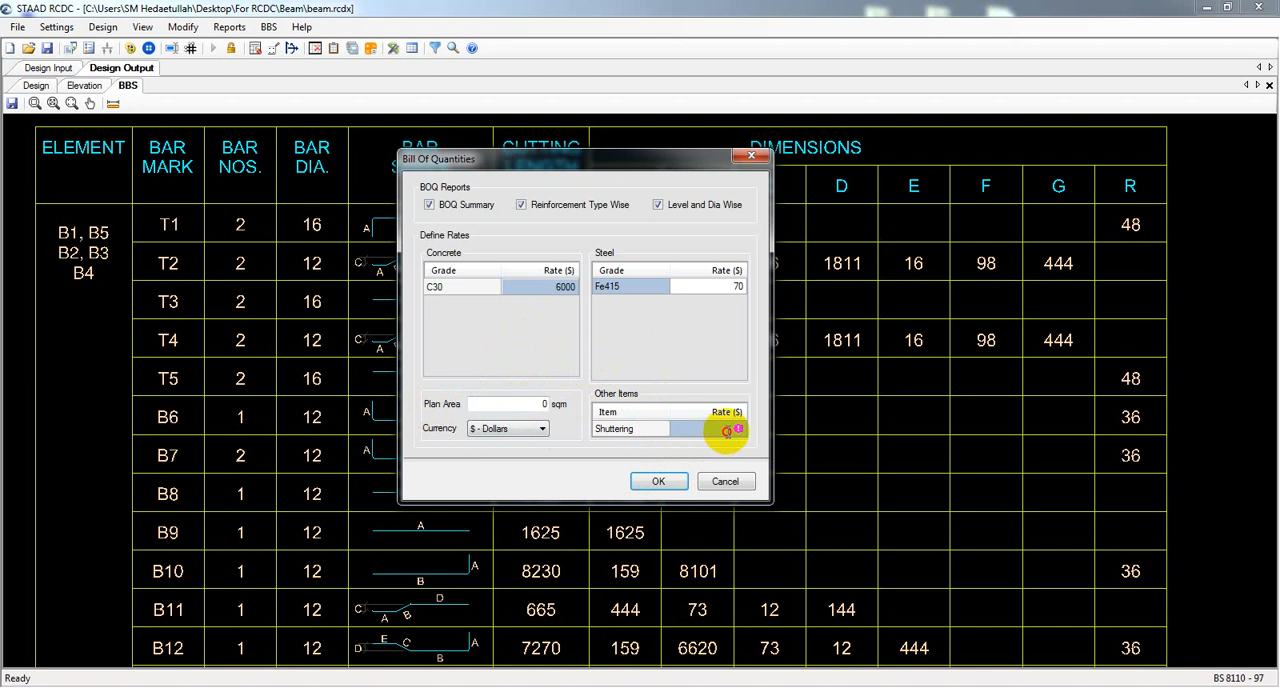 STAAD RCDC - [C:\Users\SM Hedaetullah\Desktop\For RCDC\Beam\beam.rcdx]
File Settings Design View Modify Reports BBS Help
Design Input Design Output
Design Elevation BBS
ELEMENT BAR MARK BAR NOS. BAR DIA. DIMENSIONS
D E F G R
B1, B5
B2, B3
B4
T1 2 16 A 48
T2 2 12 C A 1811 16 98 444
T3 2 16
T4 2 12 C A 1811 16 98 444
T5 2 16 48
B6 1 12 A 36
B7 2 12 A 36
B8 1 12
B9 1 12 A 1625 1625
B10 1 12 A B 8230 159 8101 36
B11 1 12 C A B D 665 444 73 12 144
B12 1 12 D E C B A 7270 159 6620 73 12 444 36
Bill Of Quantities
BOQ Reports
BOQ Summary Reinforcement Type Wise Level and Dia Wise
Define Rates
Concrete
Grade Rate ($)
C30 6000
Steel
Grade Rate ($)
Fe415 70
Plan Area 0 sqm
Currency $ - Dollars
Other Items
Item Rate ($)
Shuttering
OK Cancel
Ready BS 8110 - 97